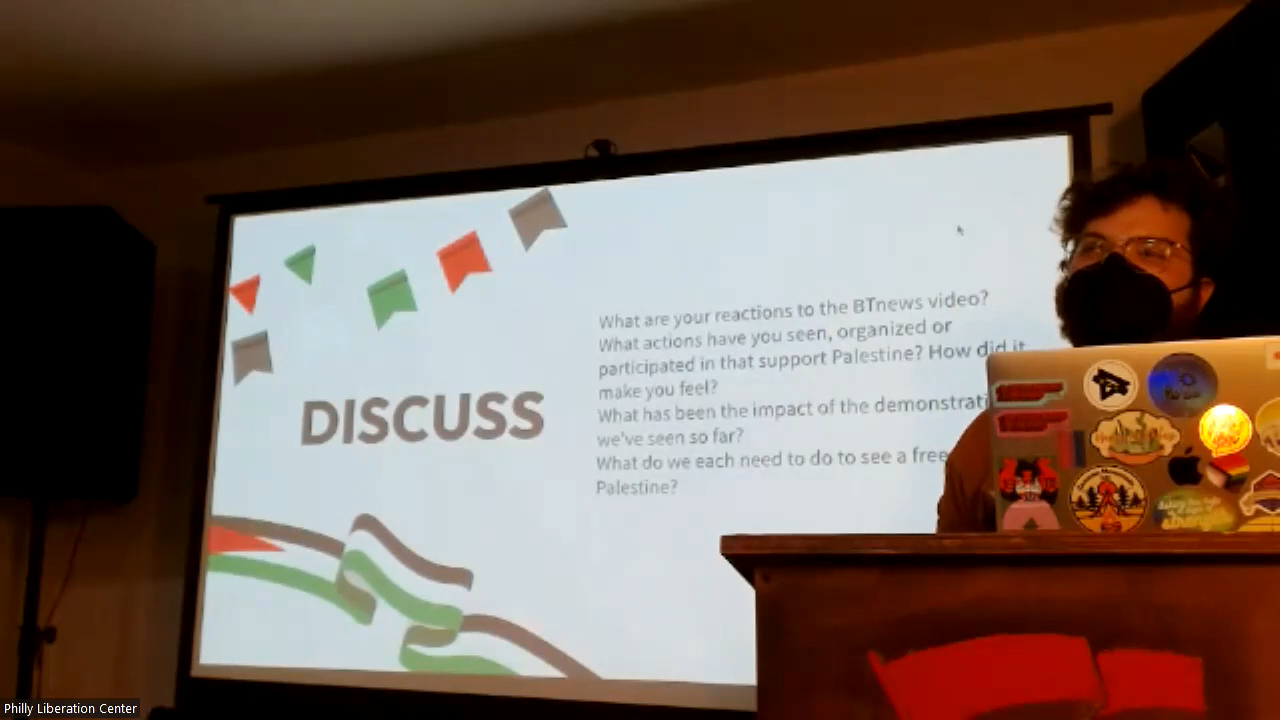 DISCUSS
What are your reactions to the BTnews video?
What actions have you seen, organized or
participated in that support Palestine? How did it
make you feel?
What has been the impact of the demonstrati
we've seen so far?
What do we each need to do to see a free
Palestine?
Philly Liberation Center